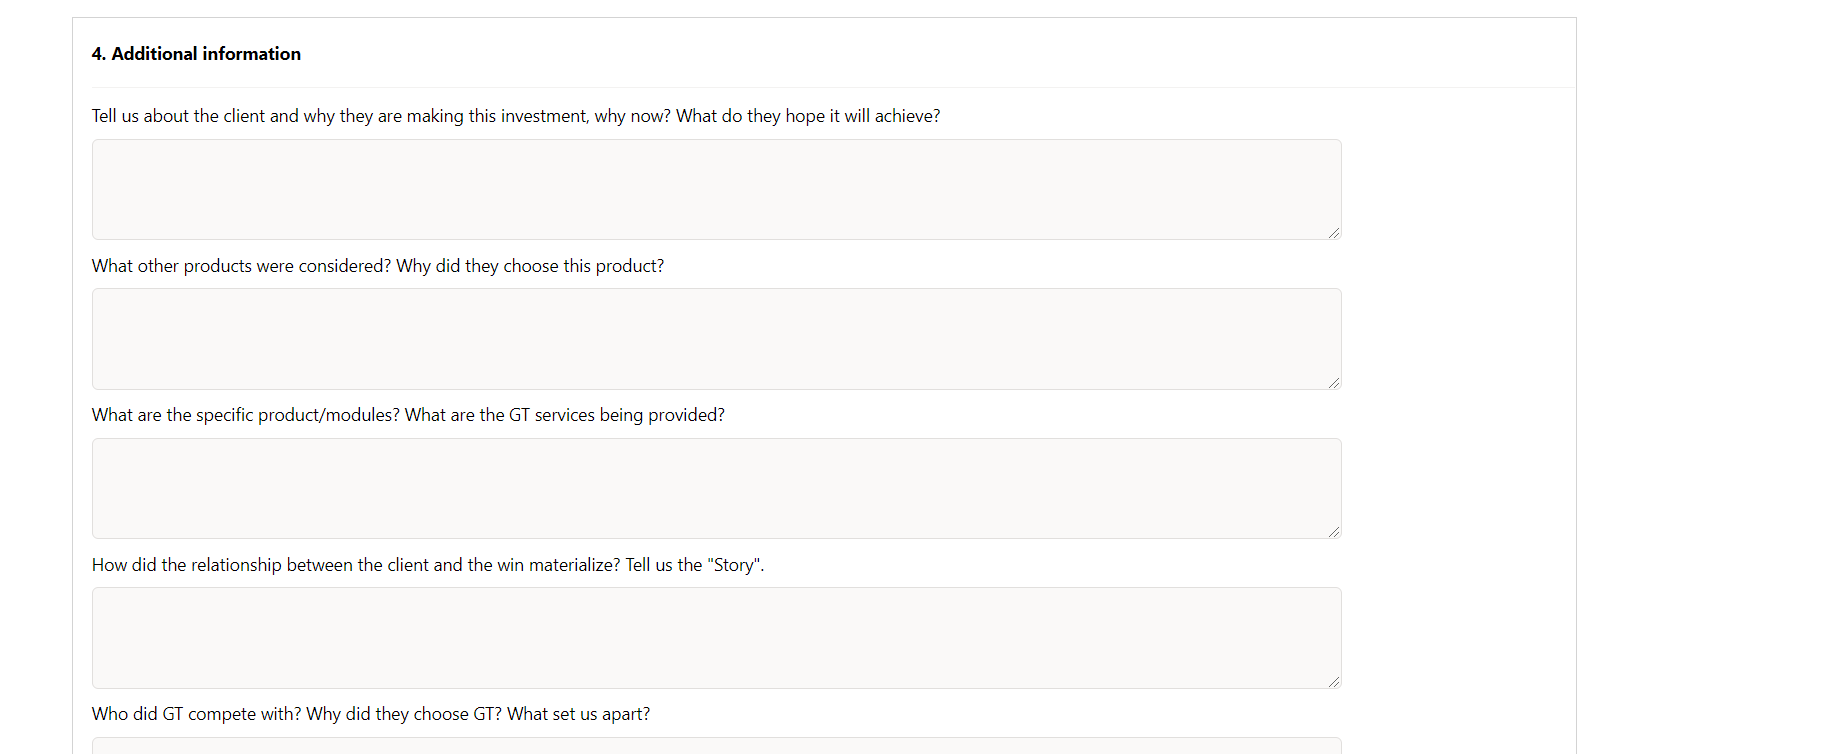 4. Additional information
Tell us about the client and why they are making this investment, why now? What do they hope it will achieve?
What other products were considered? Why did they choose this product?
What are the specific product/modules? What are the GT services being provided?
How did the relationship between the client and the win materialize? Tell us the "Story".
Who did GT compete with? Why did they choose GT? What set us apart?